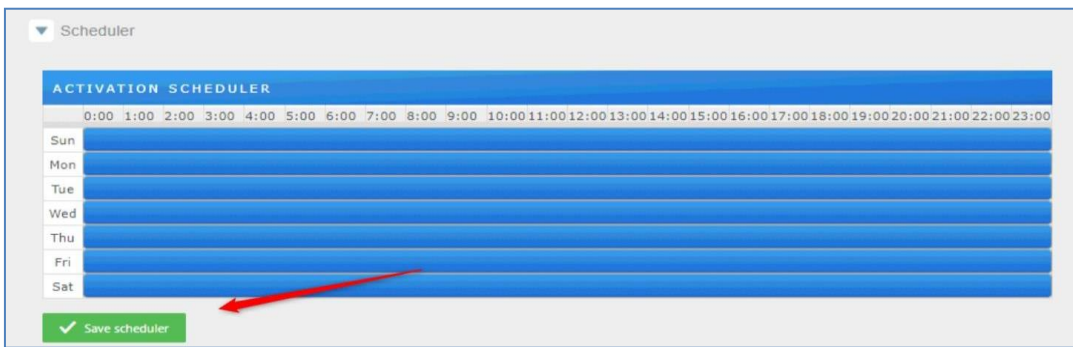 Scheduler
ACTIVATION SCHEDULER
0:00 1:00 2:00 3:00 4:00 5:00 6:00 7:00 8:00 9:00 10:00 11:00 12:00 13:00 14:00 15:00 16:00 17:00 18:00 19:00 20:00 21:00 22:00 23:00
Sun
Mon
Tue
Wed
Thu
Fri
Sat
Save scheduler